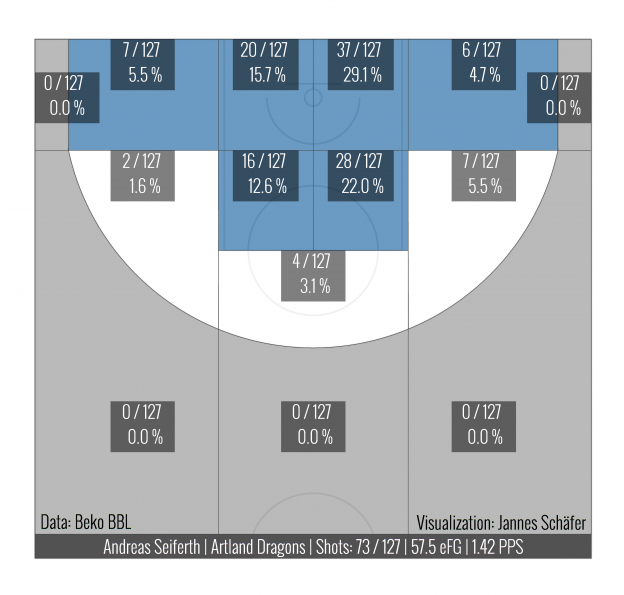 7 / 127
5.5 %
20 / 127
15.7 %
37 / 127
29.1 %
6 / 127
4.7 %
0 / 127
0.0 %
0 / 127
0.0 %
2 / 127
1.6 %
16 / 127
12.6 %
28 / 127
22.0 %
7 / 127
5.5 %
4 / 127
3.1 %
0 / 127
0.0 %
0 / 127
0.0 %
0 / 127
0.0 %
Data: Beko BBL
Visualization: Jannes Schäfer
Andreas Seiferth | Artland Dragons | Shots: 73 / 127 | 57.5 eFG | 1.42 PPS